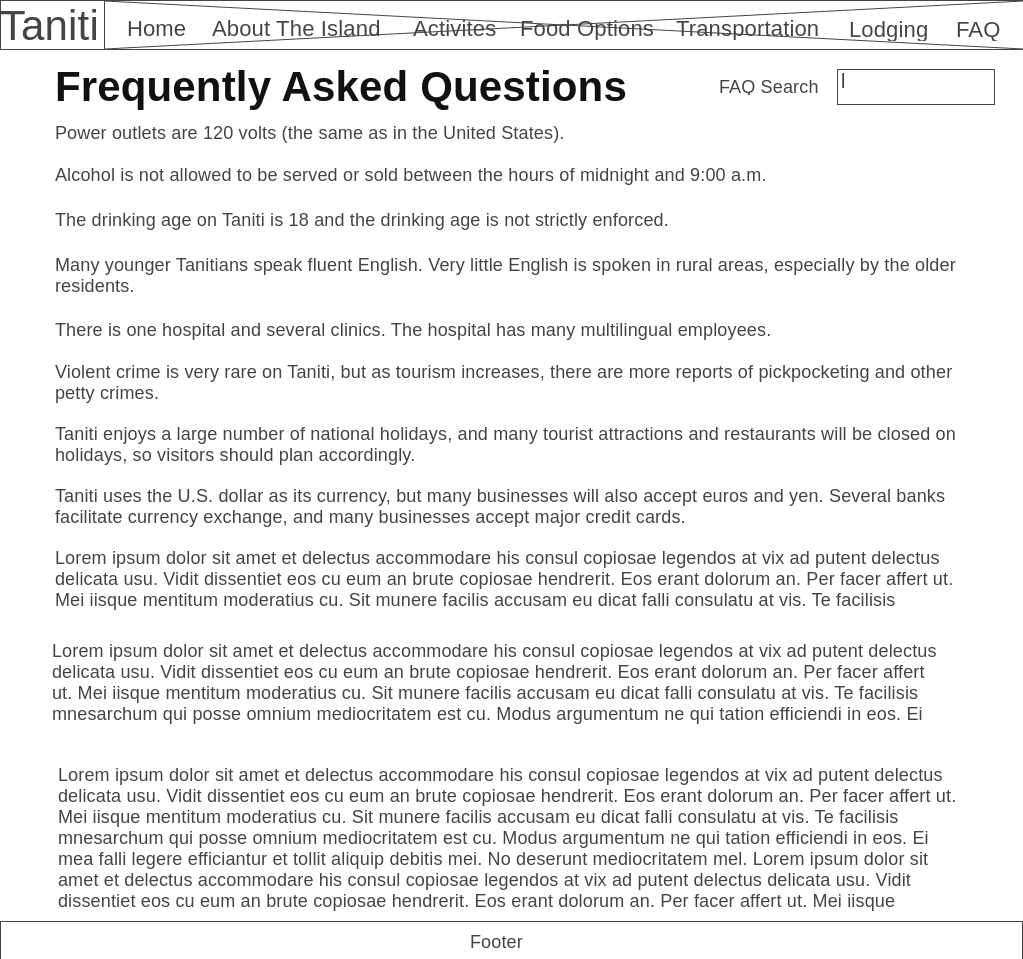 Taniti Home About The Island Activites Food Options Transportation Lodging FAQ
Frequently Asked Questions FAQ Search
Power outlets are 120 volts (the same as in the United States).
Alcohol is not allowed to be served or sold between the hours of midnight and 9:00 a.m.
The drinking age on Taniti is 18 and the drinking age is not strictly enforced.
Many younger Tanitians speak fluent English. Very little English is spoken in rural areas, especially by the older
residents.
There is one hospital and several clinics. The hospital has many multilingual employees.
Violent crime is very rare on Taniti, but as tourism increases, there are more reports of pickpocketing and other
petty crimes.
Taniti enjoys a large number of national holidays, and many tourist attractions and restaurants will be closed on
holidays, so visitors should plan accordingly.
Taniti uses the U.S. dollar as its currency, but many businesses will also accept euros and yen. Several banks
facilitate currency exchange, and many businesses accept major credit cards.
Lorem ipsum dolor sit amet et delectus accommodare his consul copiosae legendos at vix ad putent delectus
delicata usu. Vidit dissentiet eos cu eum an brute copiosae hendrerit. Eos erant dolorum an. Per facer affert ut.
Mei iisque mentitum moderatius cu. Sit munere facilis accusam eu dicat falli consulatu at vis. Te facilisis
Lorem ipsum dolor sit amet et delectus accommodare his consul copiosae legendos at vix ad putent delectus
delicata usu. Vidit dissentiet eos cu eum an brute copiosae hendrerit. Eos erant dolorum an. Per facer affert
ut. Mei iisque mentitum moderatius cu. Sit munere facilis accusam eu dicat falli consulatu at vis. Te facilisis
mnesarchum qui posse omnium mediocritatem est cu. Modus argumentum ne qui tation efficiendi in eos. Ei
Lorem ipsum dolor sit amet et delectus accommodare his consul copiosae legendos at vix ad putent delectus
delicata usu. Vidit dissentiet eos cu eum an brute copiosae hendrerit. Eos erant dolorum an. Per facer affert ut.
Mei iisque mentitum moderatius cu. Sit munere facilis accusam eu dicat falli consulatu at vis. Te facilisis
mnesarchum qui posse omnium mediocritatem est cu. Modus argumentum ne qui tation efficiendi in eos. Ei
mea falli legere efficiantur et tollit aliquip debitis mei. No deserunt mediocritatem mel. Lorem ipsum dolor sit
amet et delectus accommodare his consul copiosae legendos at vix ad putent delectus delicata usu. Vidit
dissentiet eos cu eum an brute copiosae hendrerit. Eos erant dolorum an. Per facer affert ut. Mei iisque
Footer